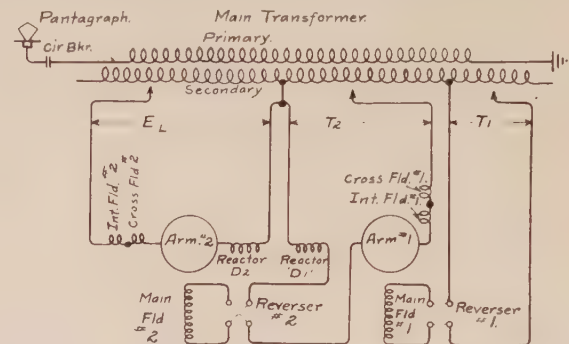 Pantagraph.
Main Transformer.
Primary.
Cir Bkr.
Secondary
E_L
T_2
T_1
Int. Fld. #2
Cross Fld #2
Cross Fld. #1.
Int. Fld. #1.
Arm. #2
Arm #1
Reactor
D2
Reactor
'D1'
Main
Fld
#2
Reverser
#2
Main
Fld
#1
Reverser
#1.